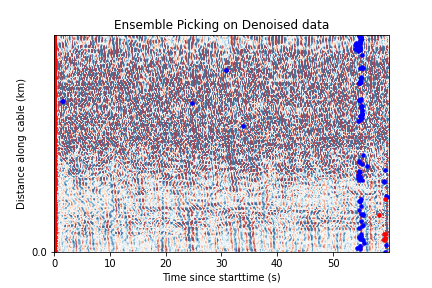 Ensemble Picking on Denoised data
Distance along cable (km)
0.0
0 10 20 30 40 50
Time since starttime (s)